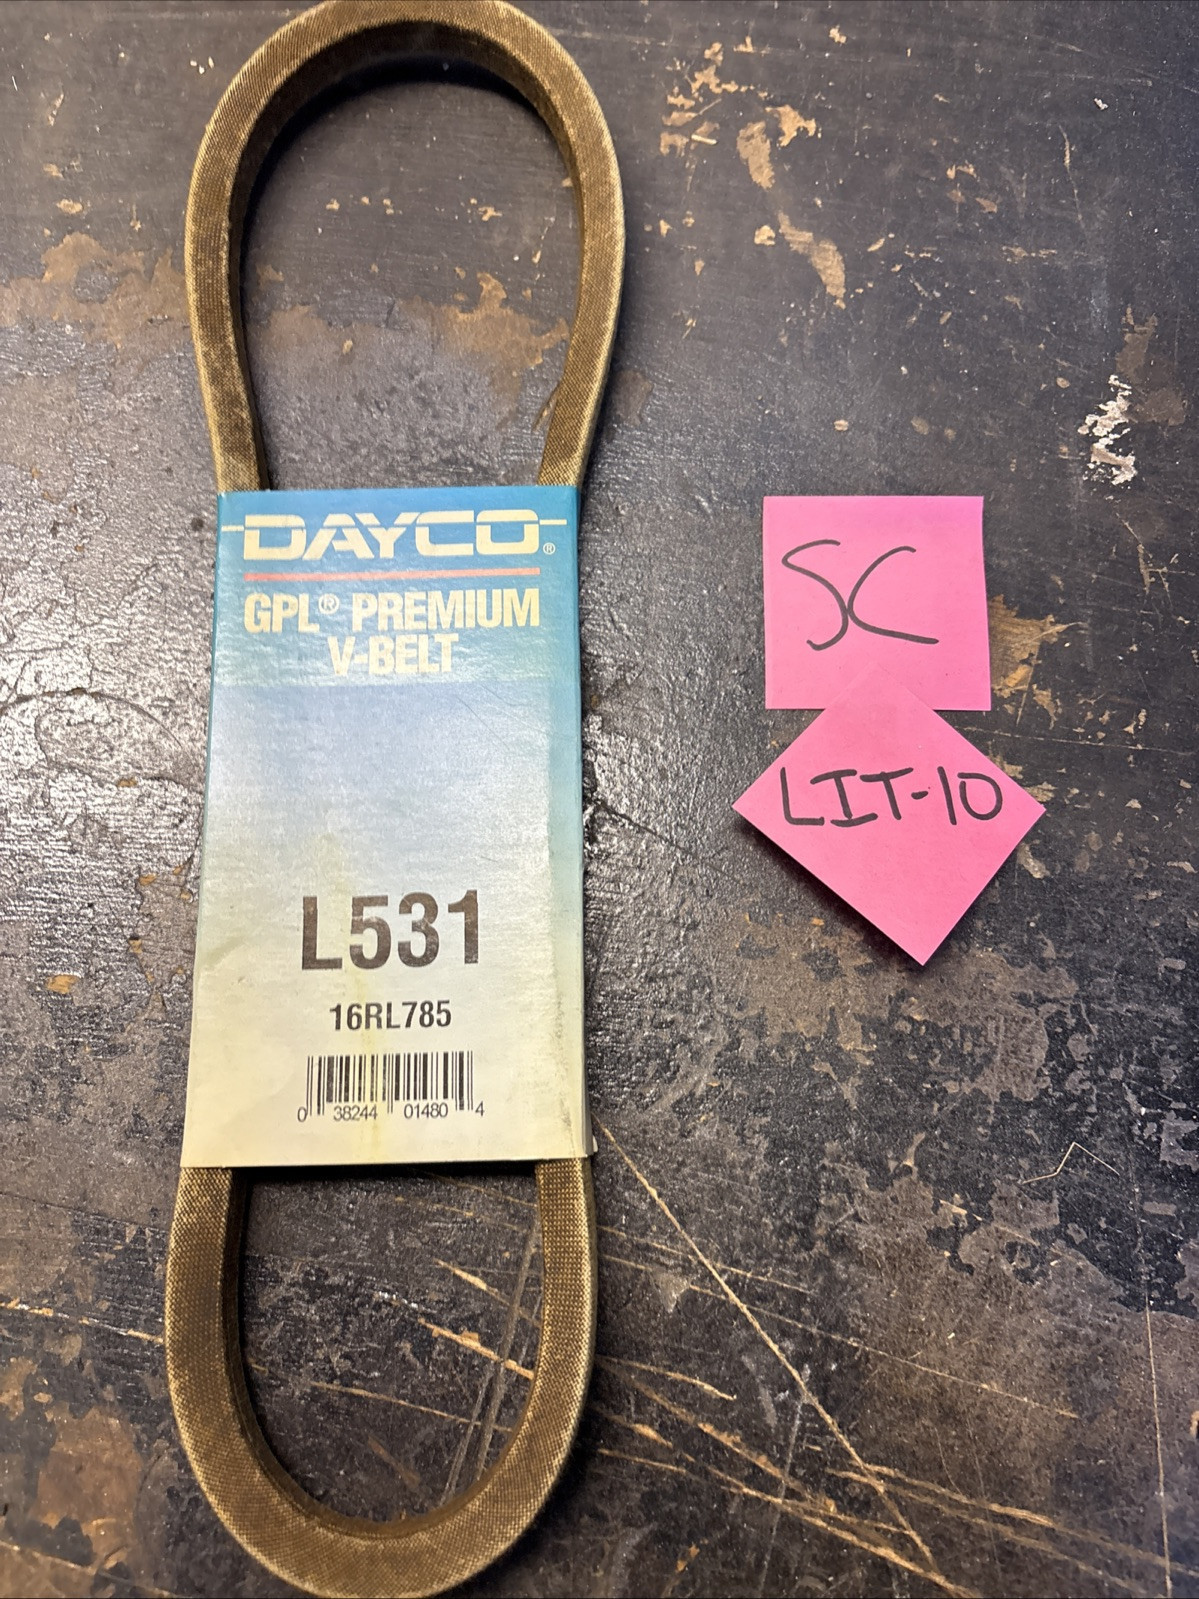 DAYCO®
GPL® PREMIUM
V-BELT
L531
16RL785
0 38244 01480 4
SC
LIT-10